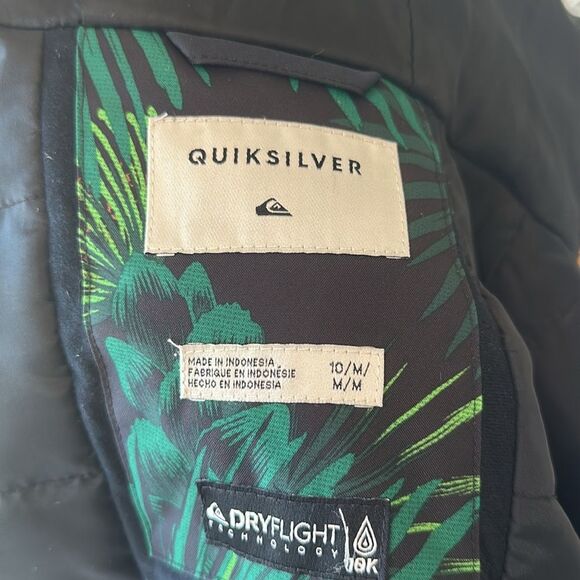 QUIKSILVER
MADE IN INDONESIA
FABRIQUE EN INDONÉSIE
HECHO EN INDONESIA
10/M/
M/M
DRYFLIGHT
TECHNOLOGY
10K